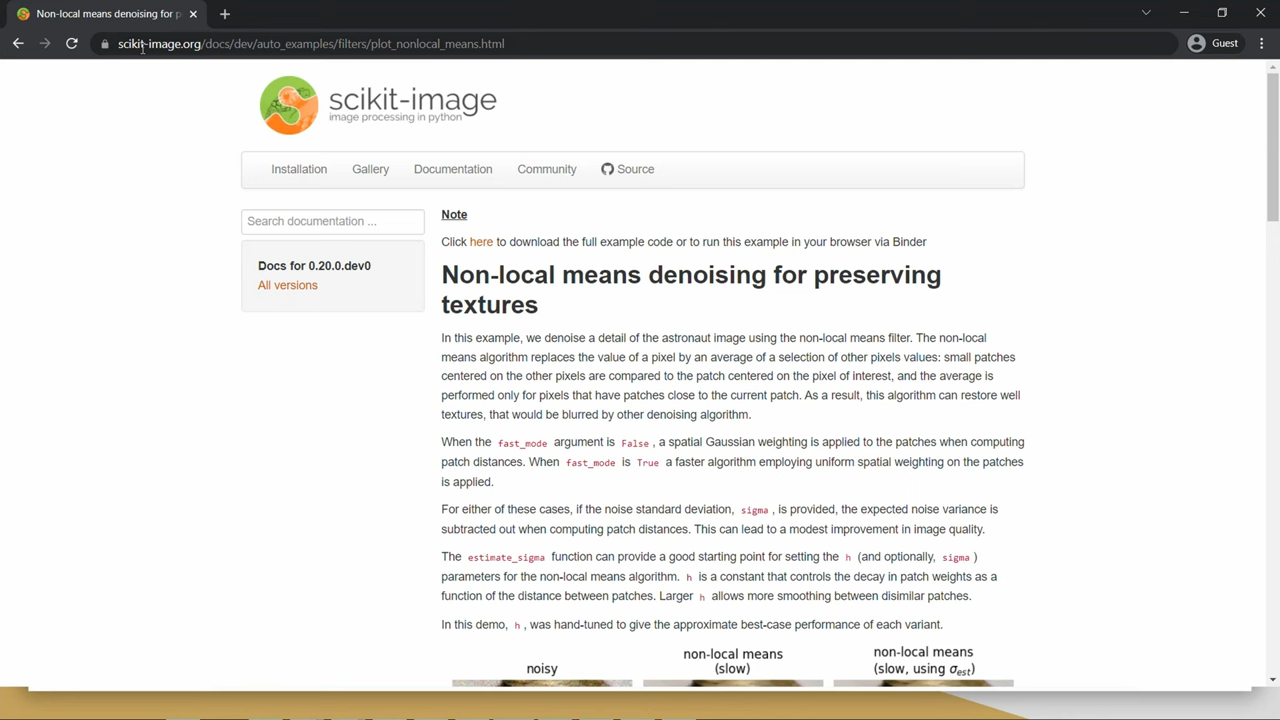 Non-local means denoising for p
scikit-image.org/docs/dev/auto_examples/filters/plot_nonlocal_means.html
Guest
scikit-image
image processing in python
Installation
Gallery
Documentation
Community
Source
Search documentation ...
Docs for 0.20.0.dev0
All versions
Note
Click here to download the full example code or to run this example in your browser via Binder
Non-local means denoising for preserving
textures
In this example, we denoise a detail of the astronaut image using the non-local means filter. The non-local
means algorithm replaces the value of a pixel by an average of a selection of other pixels values: small patches
centered on the other pixels are compared to the patch centered on the pixel of interest, and the average is
performed only for pixels that have patches close to the current patch. As a result, this algorithm can restore well
textures, that would be blurred by other denoising algorithm.
When the fast_mode argument is False, a spatial Gaussian weighting is applied to the patches when computing
patch distances. When fast_mode is True a faster algorithm employing uniform spatial weighting on the patches
is applied.
For either of these cases, if the noise standard deviation, sigma, is provided, the expected noise variance is
subtracted out when computing patch distances. This can lead to a modest improvement in image quality.
The estimate_sigma function can provide a good starting point for setting the h (and optionally, sigma)
parameters for the non-local means algorithm. h is a constant that controls the decay in patch weights as a
function of the distance between patches. Larger h allows more smoothing between disimilar patches.
In this demo, h, was hand-tuned to give the approximate best-case performance of each variant.
noisy
non-local means
(slow)
non-local means
(slow, using σest)